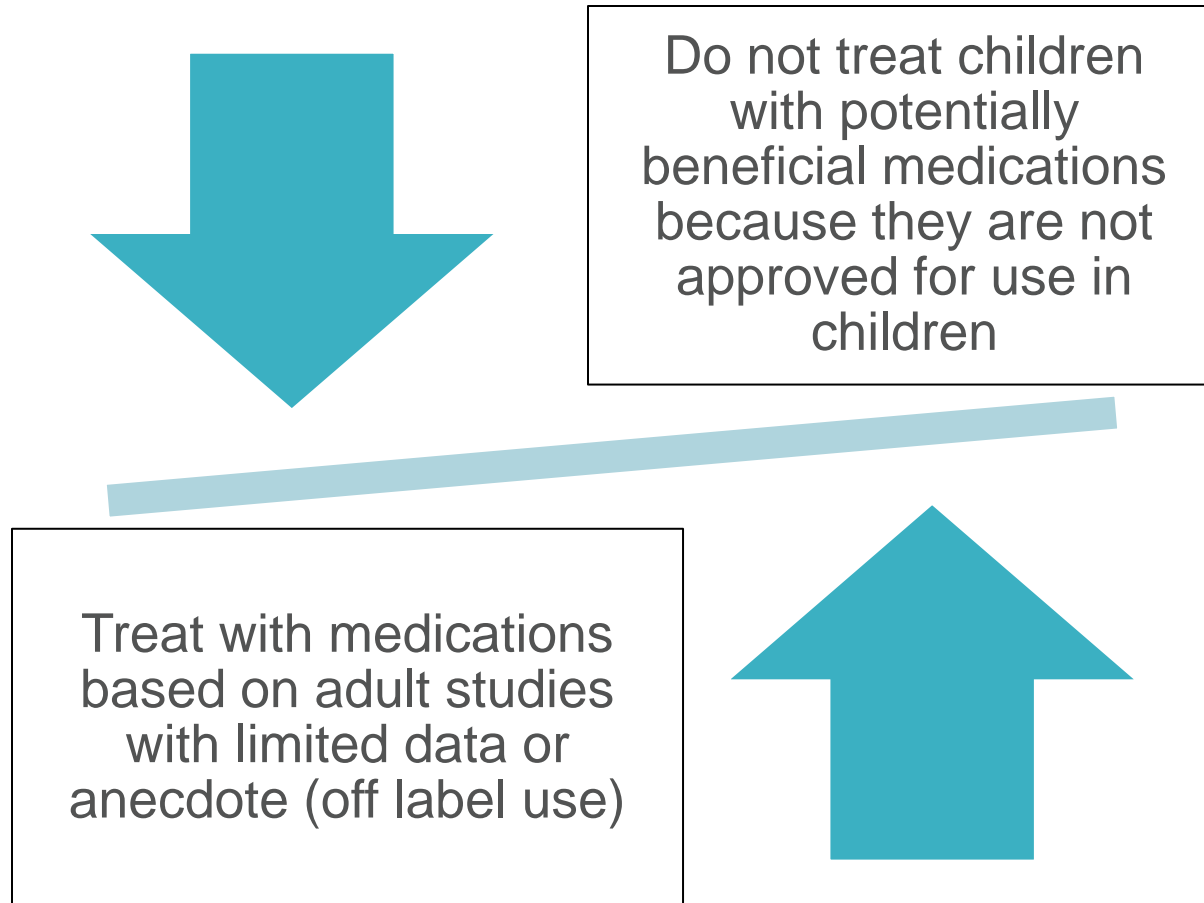 Do not treat children
with potentially
beneficial medications
because they are not
approved for use in
children
Treat with medications
based on adult studies
with limited data or
anecdote (off label use)